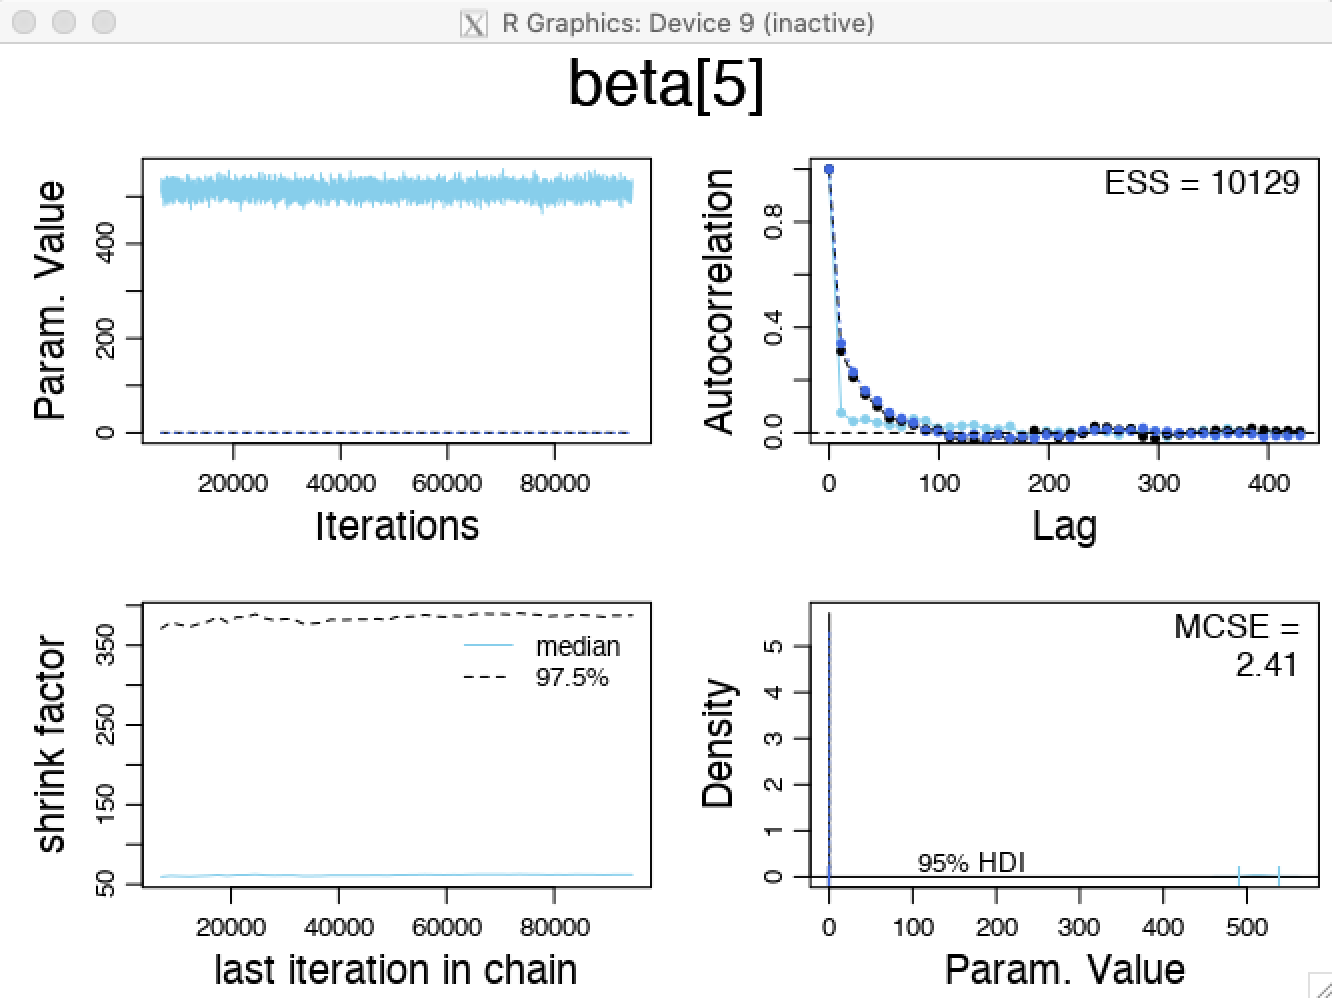 R Graphics: Device 9 (inactive)
beta[5]
Param. Value
0
200
400
20000
40000
60000
80000
Iterations
Autocorrelation
0.0
0.4
0.8
ESS = 10129
0
100
200
300
400
Lag
shrink factor
50
150
250
350
median
97.5%
20000
40000
60000
80000
last iteration in chain
Density
0
1
2
3
4
5
MCSE =
2.41
95% HDI
0
100
200
300
400
500
Param. Value